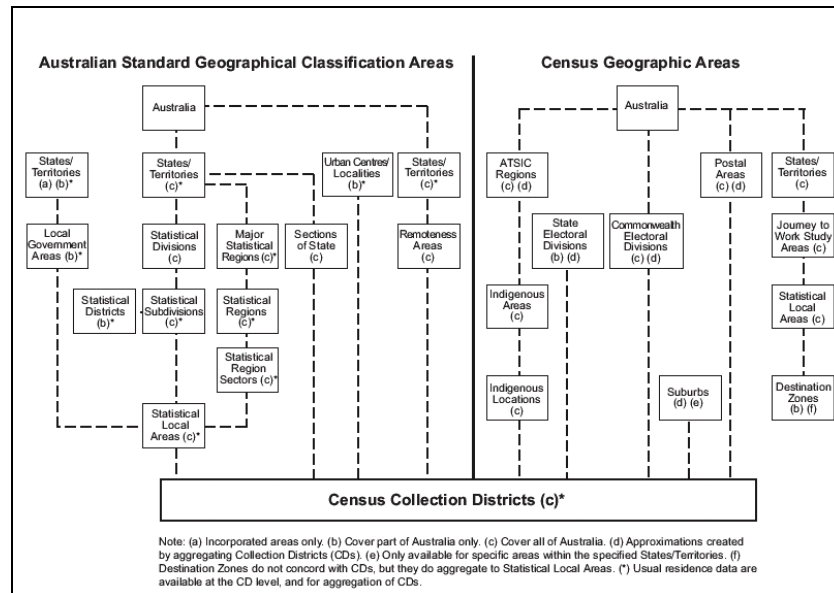 Australian Standard Geographical Classification Areas
Census Geographic Areas
Australia
States/
Territories
(a) (b)*
States/
Territories
(c)*
Urban Centres/
Localities
(b)*
States/
Territories
(c)*
Local
Government
Areas (b)*
Statistical
Divisions
(c)
Major
Statistical
Regions (c)*
Sections
of State
(c)
Remoteness
Areas
(c)
Statistical
Districts
(b)*
Statistical
Subdivisions
(c)*
Statistical
Regions
(c)*
Statistical
Region
Sectors (c)*
Statistical
Local
Areas (c)*
Australia
ATSIC
Regions
(c) (d)
Postal
Areas
(c) (d)
States/
Territories
(c)
State
Electoral
Divisions
(b) (d)
Commonwealth
Electoral
Divisions
(c) (d)
Journey to
Work Study
Areas (c)
Indigenous
Areas
(c)
Statistical
Local
Areas (c)
Indigenous
Locations
(c)
Suburbs
(d) (e)
Destination
Zones
(b) (f)
Census Collection Districts (c)*
Note: (a) Incorporated areas only. (b) Cover part of Australia only. (c) Cover all of Australia. (d) Approximations created
by aggregating Collection Districts (CDs). (e) Only available for specific areas within the specified States/Territories. (f)
Destination Zones do not concord with CDs, but they do aggregate to Statistical Local Areas. (*) Usual residence data are
available at the CD level, and for aggregation of CDs.